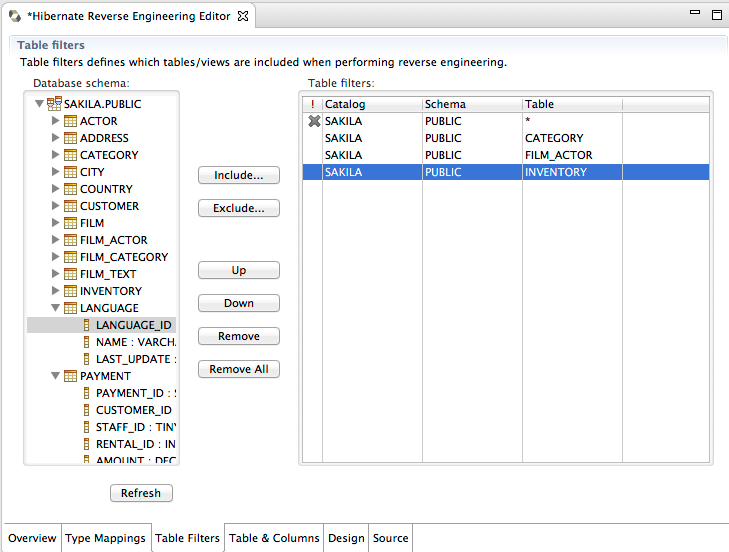 *Hibernate Reverse Engineering Editor
Table filters
Table filters defines which tables/views are included when performing reverse engineering.
Database schema:
SAKILA.PUBLIC
ACTOR
ADDRESS
CATEGORY
CITY
COUNTRY
CUSTOMER
FILM
FILM_ACTOR
FILM_CATEGORY
FILM_TEXT
INVENTORY
LANGUAGE
LANGUAGE_ID
NAME : VARCHA
LAST_UPDATE :
PAYMENT
PAYMENT_ID : S
CUSTOMER_ID
STAFF_ID : TINY
RENTAL_ID : IN
AMOUNT : DEC
Refresh
Include...
Exclude...
Up
Down
Remove
Remove All
Table filters:
! Catalog Schema Table
SAKILA PUBLIC *
SAKILA PUBLIC CATEGORY
SAKILA PUBLIC FILM_ACTOR
SAKILA PUBLIC INVENTORY
Overview Type Mappings Table Filters Table & Columns Design Source